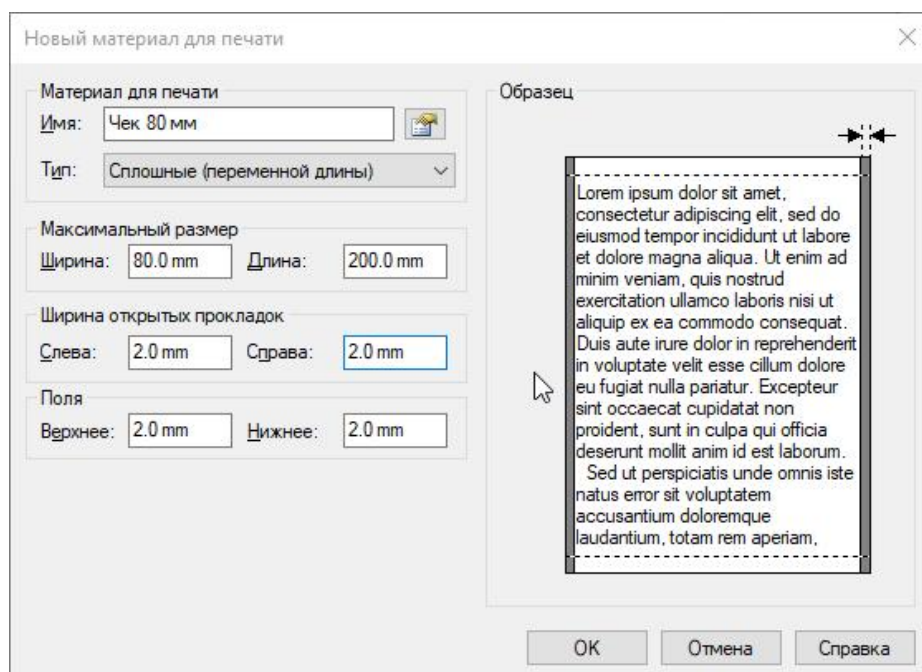 Новый материал для печати
Материал для печати
Имя: Чек 80 мм
Тип: Сплошные (переменной длины)
Максимальный размер
Ширина: 80.0 mm Длина: 200.0 mm
Ширина открытых прокладок
Слева: 2.0 mm Справа: 2.0 mm
Поля
Верхнее: 2.0 mm Нижнее: 2.0 mm
Образец
Lorem ipsum dolor sit amet,
consectetur adipiscing elit, sed do
eiusmod tempor incididunt ut labore
et dolore magna aliqua. Ut enim ad
minim veniam, quis nostrud
exercitation ullamco laboris nisi ut
aliquip ex ea commodo consequat.
Duis aute irure dolor in reprehenderit
in voluptate velit esse cillum dolore
eu fugiat nulla pariatur. Excepteur
sint occaecat cupidatat non
proident, sunt in culpa qui officia
deserunt mollit anim id est laborum.
Sed ut perspiciatis unde omnis iste
natus error sit voluptatem
accusantium doloremque
laudantium, totam rem aperiam,
OK Отмена Справка